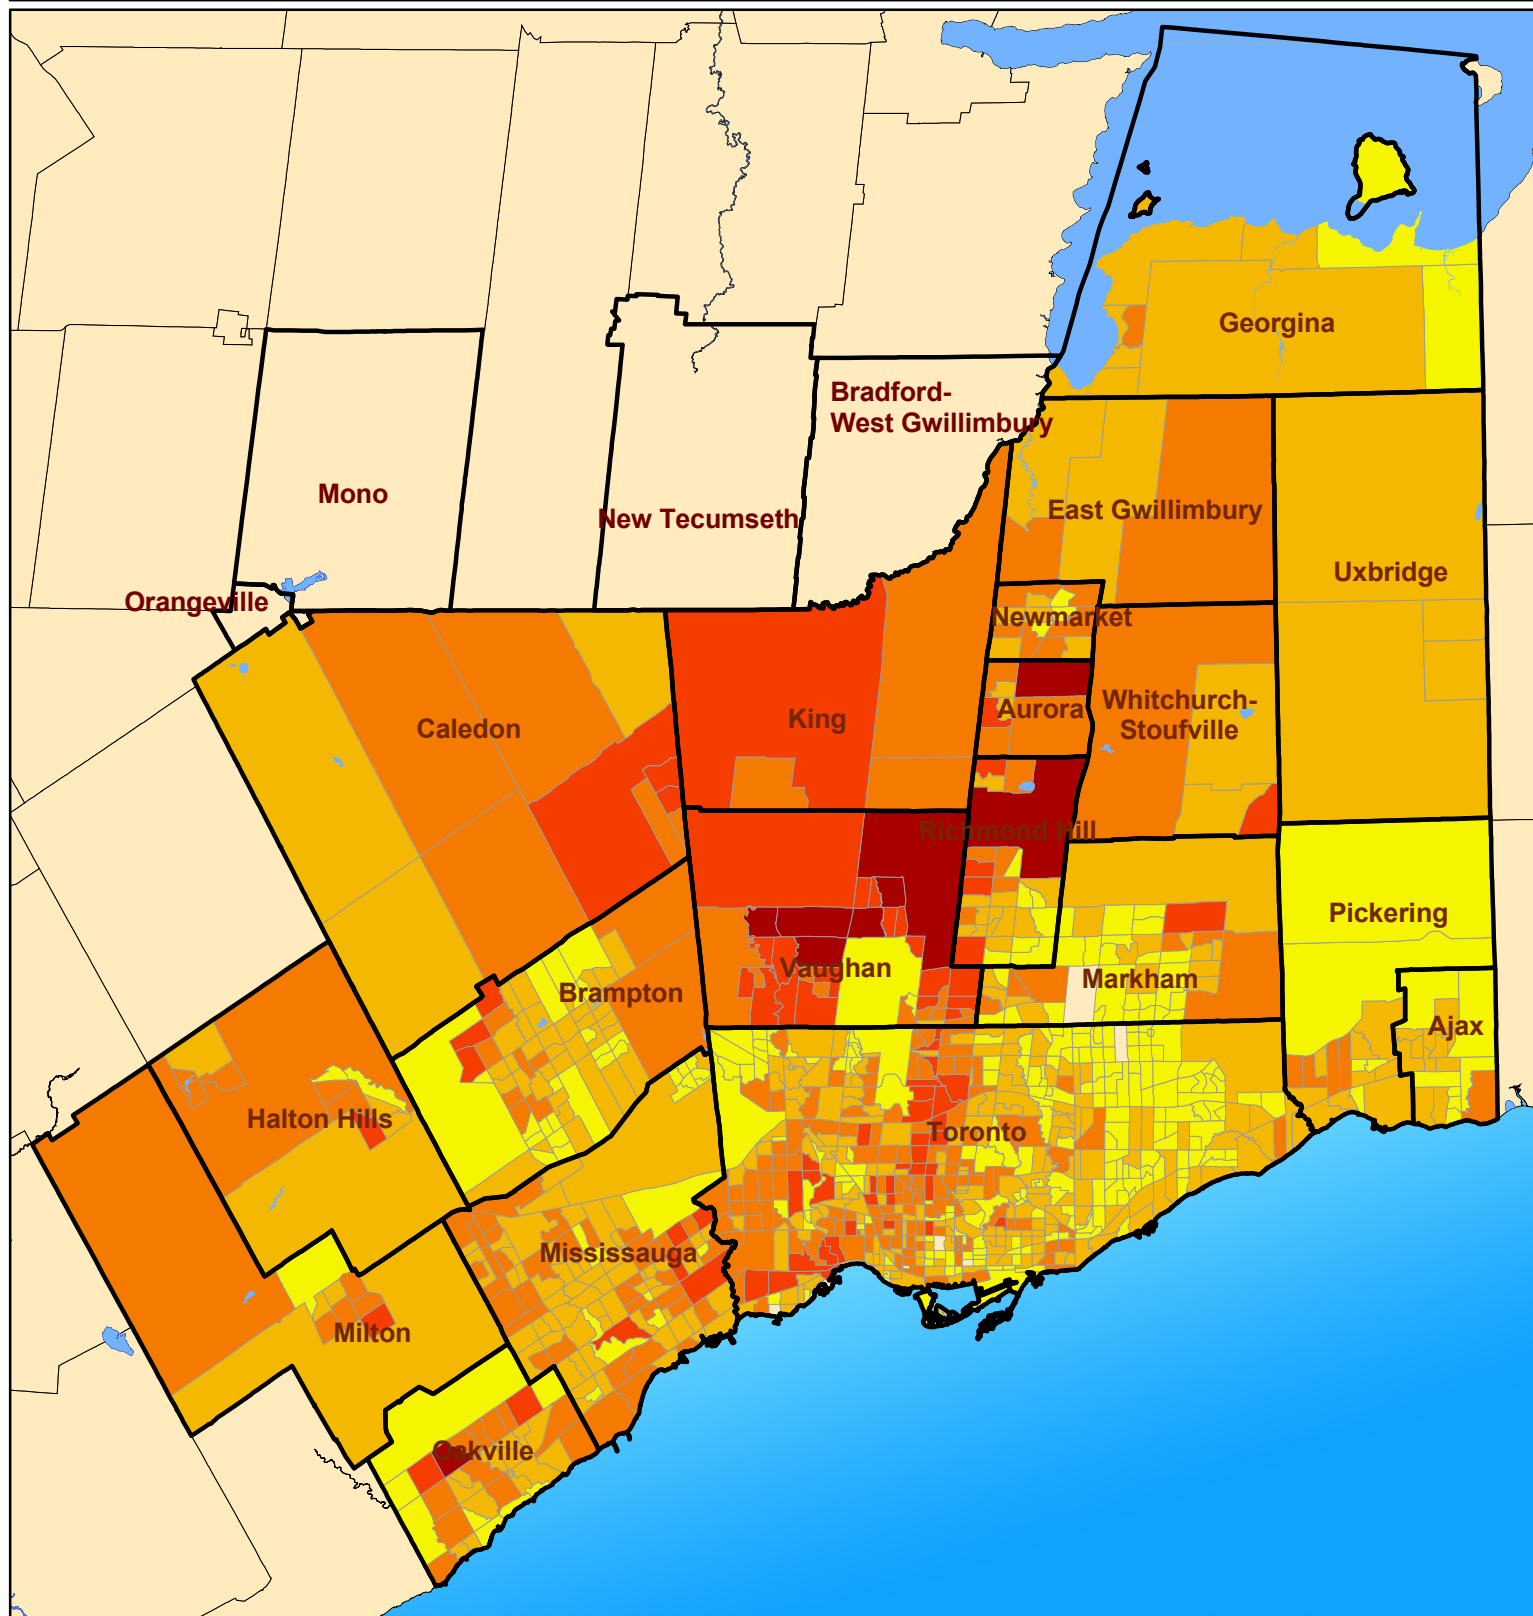 Georgina
Bradford-
West Gwillimbury
Mono
New Tecumseth
East Gwillimbury
Uxbridge
Orangeville
Newmarket
Caledon
King
Aurora
Whitchurch-
Stoufville
Richmond Hill
Pickering
Vaughan
Brampton
Markham
Ajax
Halton Hills
Toronto
Mississauga
Milton
Oakville